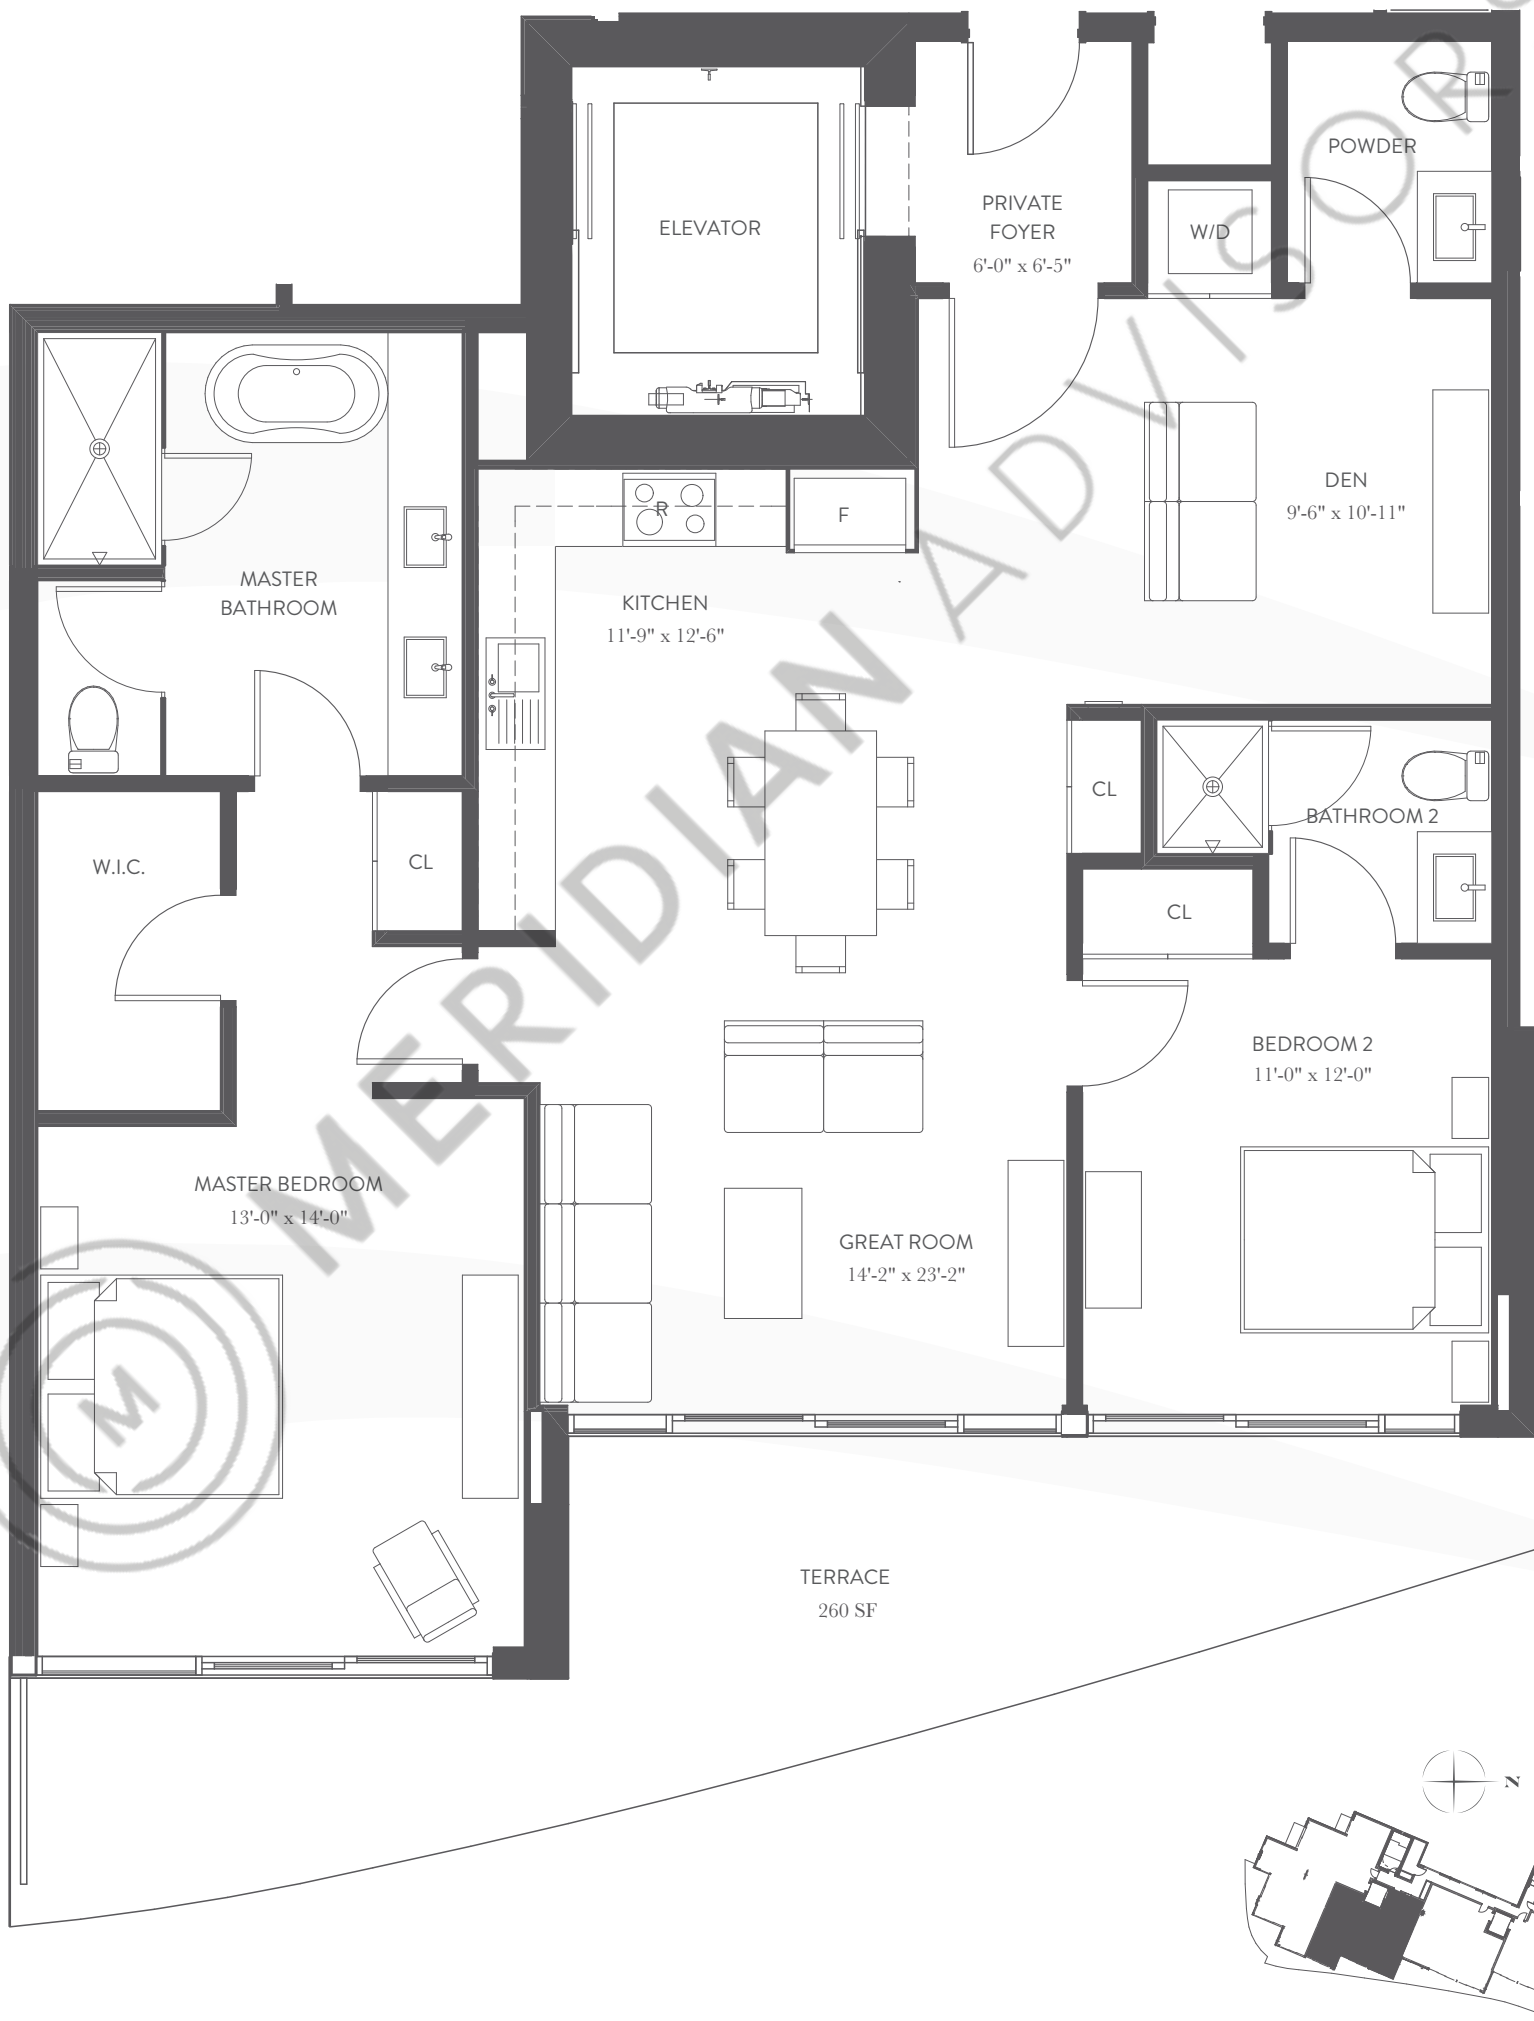 POWDER
PRIVATE
FOYER
6'-0" x 6'-5"
ELEVATOR
W/D
DEN
9'-6" x 10'-11"
R
F
MASTER
BATHROOM
KITCHEN
11'-9" x 12'-6"
CL
BATHROOM 2
CL
W.I.C.
CL
BEDROOM 2
11'-0" x 12'-0"
MASTER BEDROOM
13'-0" x 14'-0"
GREAT ROOM
14'-2" x 23'-2"
TERRACE
260 SF
N
M
MERIDIAN ADVISOR